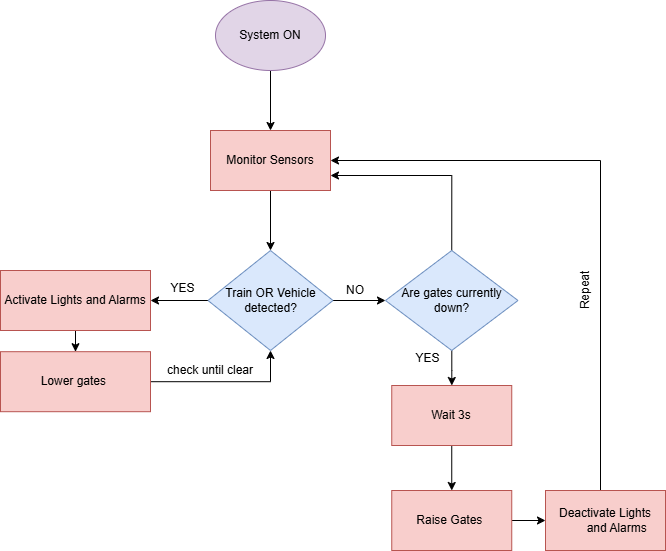 System ON
Monitor Sensors
Train OR Vehicle
detected?
YES
NO
Are gates currently
down?
Activate Lights and Alarms
Lower gates
check until clear
YES
Wait 3s
Raise Gates
Deactivate Lights
and Alarms
Repeat